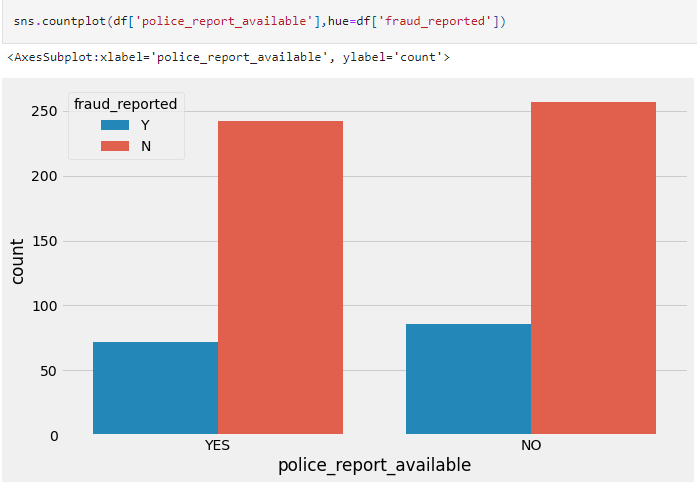 sns.countplot(df['police_report_available'],hue=df['fraud_reported'])
<AxesSubplot:xlabel='police_report_available', ylabel='count'>
fraud_reported
Y
N
250
200
150
100
50
0
count
YES
NO
police_report_available